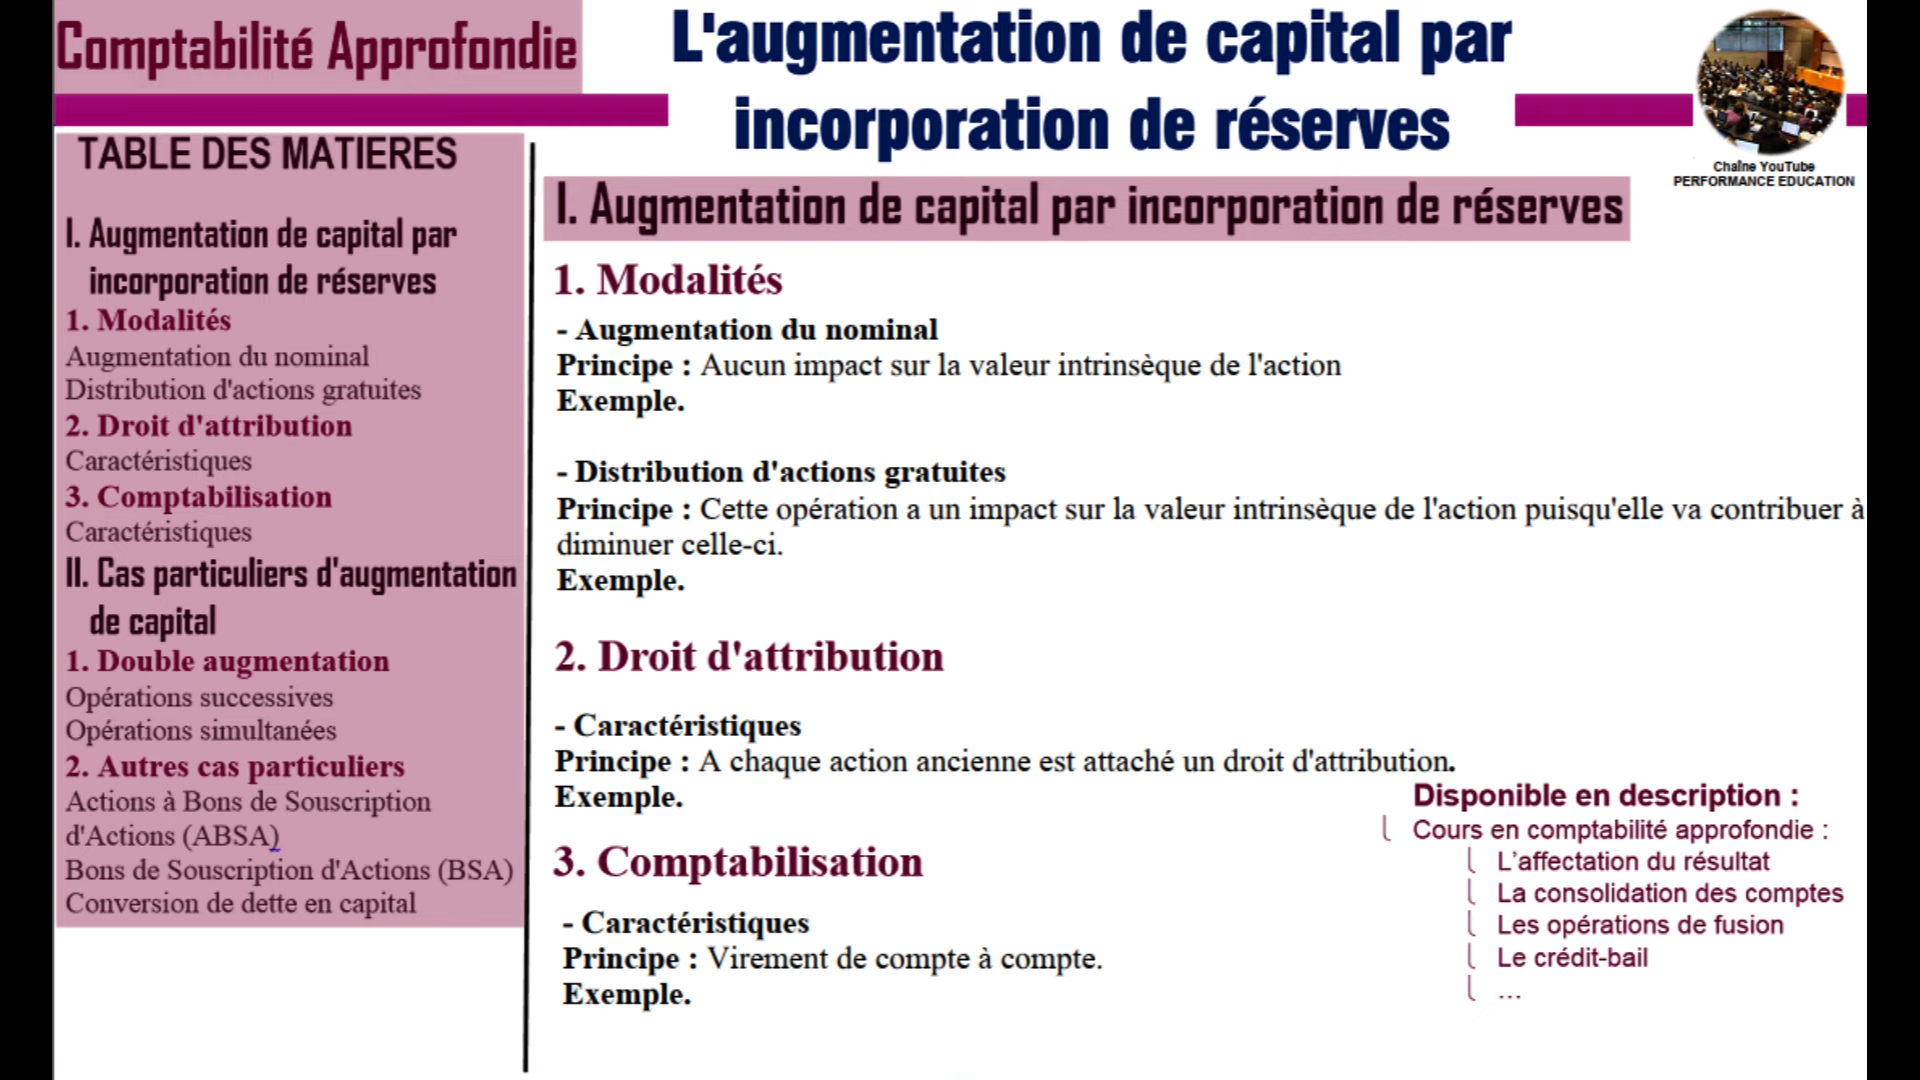 Comptabilité Approfondie
L'augmentation de capital par
incorporation de réserves
Chaîne YouTube
PERFORMANCE EDUCATION
TABLE DES MATIERES
I. Augmentation de capital par
incorporation de réserves
1. Modalités
Augmentation du nominal
Distribution d'actions gratuites
2. Droit d'attribution
Caractéristiques
3. Comptabilisation
Caractéristiques
II. Cas particuliers d'augmentation
de capital
1. Double augmentation
Opérations successives
Opérations simultanées
2. Autres cas particuliers
Actions à Bons de Souscription
d'Actions (ABSA)
Bons de Souscription d'Actions (BSA)
Conversion de dette en capital
I. Augmentation de capital par incorporation de réserves
1. Modalités
- Augmentation du nominal
Principe : Aucun impact sur la valeur intrinsèque de l'action
Exemple.
- Distribution d'actions gratuites
Principe : Cette opération a un impact sur la valeur intrinsèque de l'action puisqu'elle va contribuer à
diminuer celle-ci.
Exemple.
2. Droit d'attribution
- Caractéristiques
Principe : A chaque action ancienne est attaché un droit d'attribution.
Exemple.
3. Comptabilisation
- Caractéristiques
Principe : Virement de compte à compte.
Exemple.
Disponible en description :
Cours en comptabilité approfondie :
L’affectation du résultat
La consolidation des comptes
Les opérations de fusion
Le crédit-bail
…